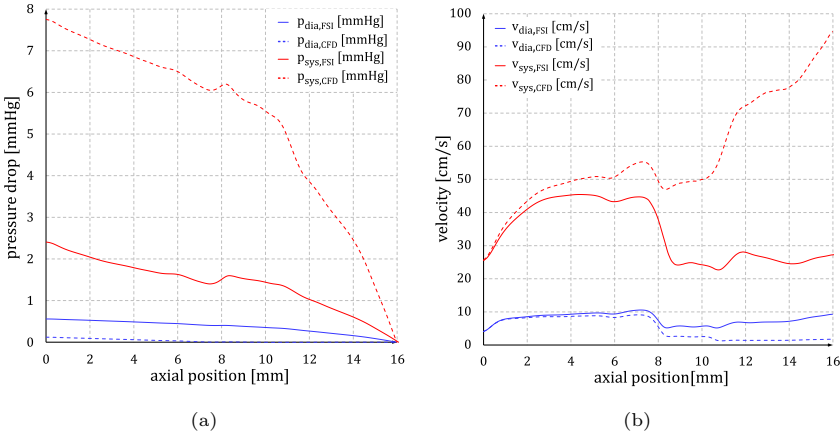 8
7
6
5
4
3
2
1
0
pressure drop [mmHg]
p_dia,FSI [mmHg]
p_dia,CFD [mmHg]
p_sys,FSI [mmHg]
p_sys,CFD [mmHg]
0 2 4 6 8 10 12 14 16
axial position [mm]
(a)
100
90
80
70
60
50
40
30
20
10
0
velocity [cm/s]
v_dia,FSI [cm/s]
v_dia,CFD [cm/s]
v_sys,FSI [cm/s]
v_sys,CFD [cm/s]
0 2 4 6 8 10 12 14 16
axial position[mm]
(b)